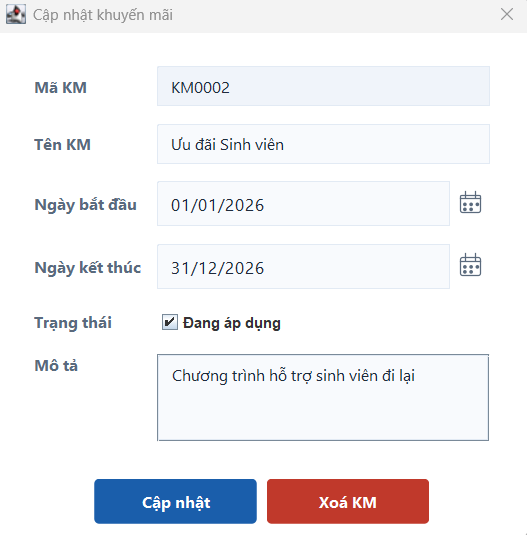 Cập nhật khuyến mãi
Mã KM KM0002
Tên KM Ưu đãi Sinh viên
Ngày bắt đầu 01/01/2026
Ngày kết thúc 31/12/2026
Trạng thái Đang áp dụng
Mô tả Chương trình hỗ trợ sinh viên đi lại
Cập nhật Xoá KM